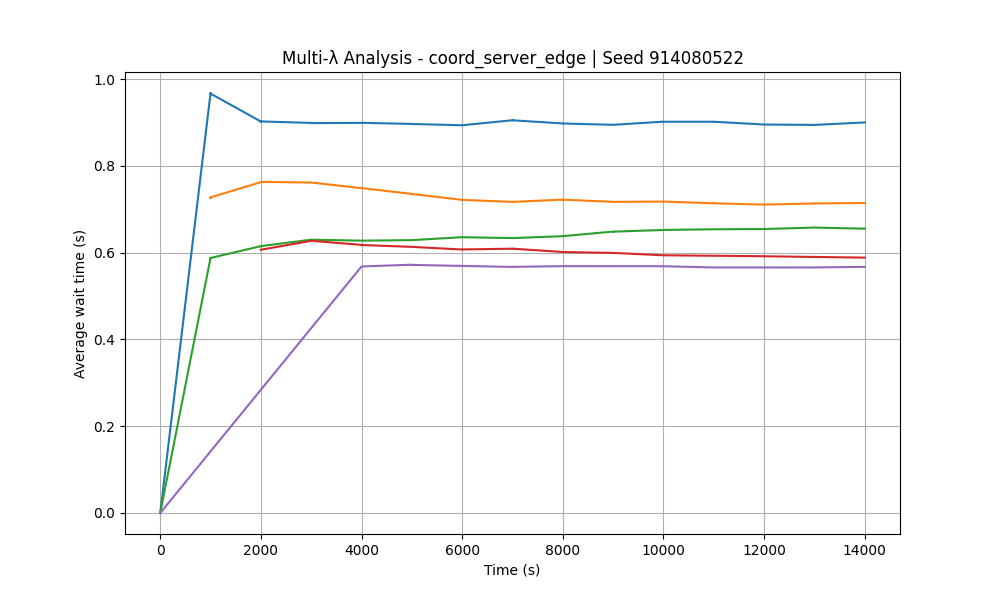 Multi-λ Analysis - coord_server_edge | Seed 914080522
Average wait time (s)
1.0
0.8
0.6
0.4
0.2
0.0
0 2000 4000 6000 8000 10000 12000 14000
Time (s)